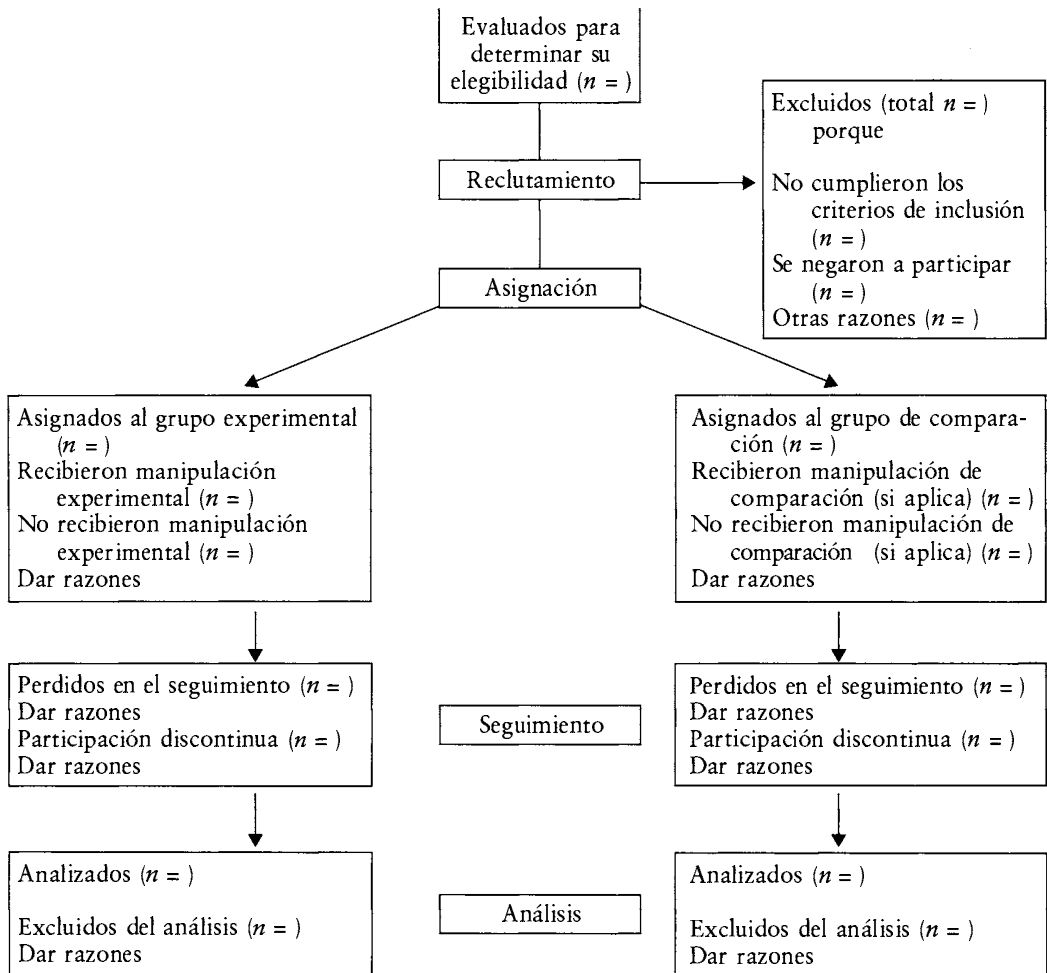 Evaluados para
determinar su
elegibilidad (n = )
Excluidos (total n = )
porque
No cumplieron los
criterios de inclusión
(n = )
Se negaron a participar
(n = )
Otras razones (n = )
Reclutamiento
Asignación
Asignados al grupo experimental
(n = )
Recibieron manipulación
experimental (n = )
No recibieron manipulación
experimental (n = )
Dar razones
Asignados al grupo de compara-
ción (n = )
Recibieron manipulación de
comparación (si aplica) (n = )
No recibieron manipulación de
comparación (si aplica) (n = )
Dar razones
Perdidos en el seguimiento (n = )
Dar razones
Participación discontinua (n = )
Dar razones
Seguimiento
Perdidos en el seguimiento (n = )
Dar razones
Participación discontinua (n = )
Dar razones
Analizados (n = )
Excluidos del análisis (n = )
Dar razones
Análisis
Analizados (n = )
Excluidos del análisis (n = )
Dar razones